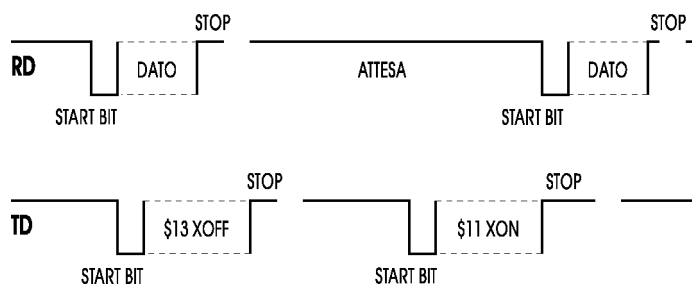 STOP STOP
RD DATO ATTESA DATO
START BIT START BIT
STOP STOP
TD $13 XOFF $11 XON
START BIT START BIT